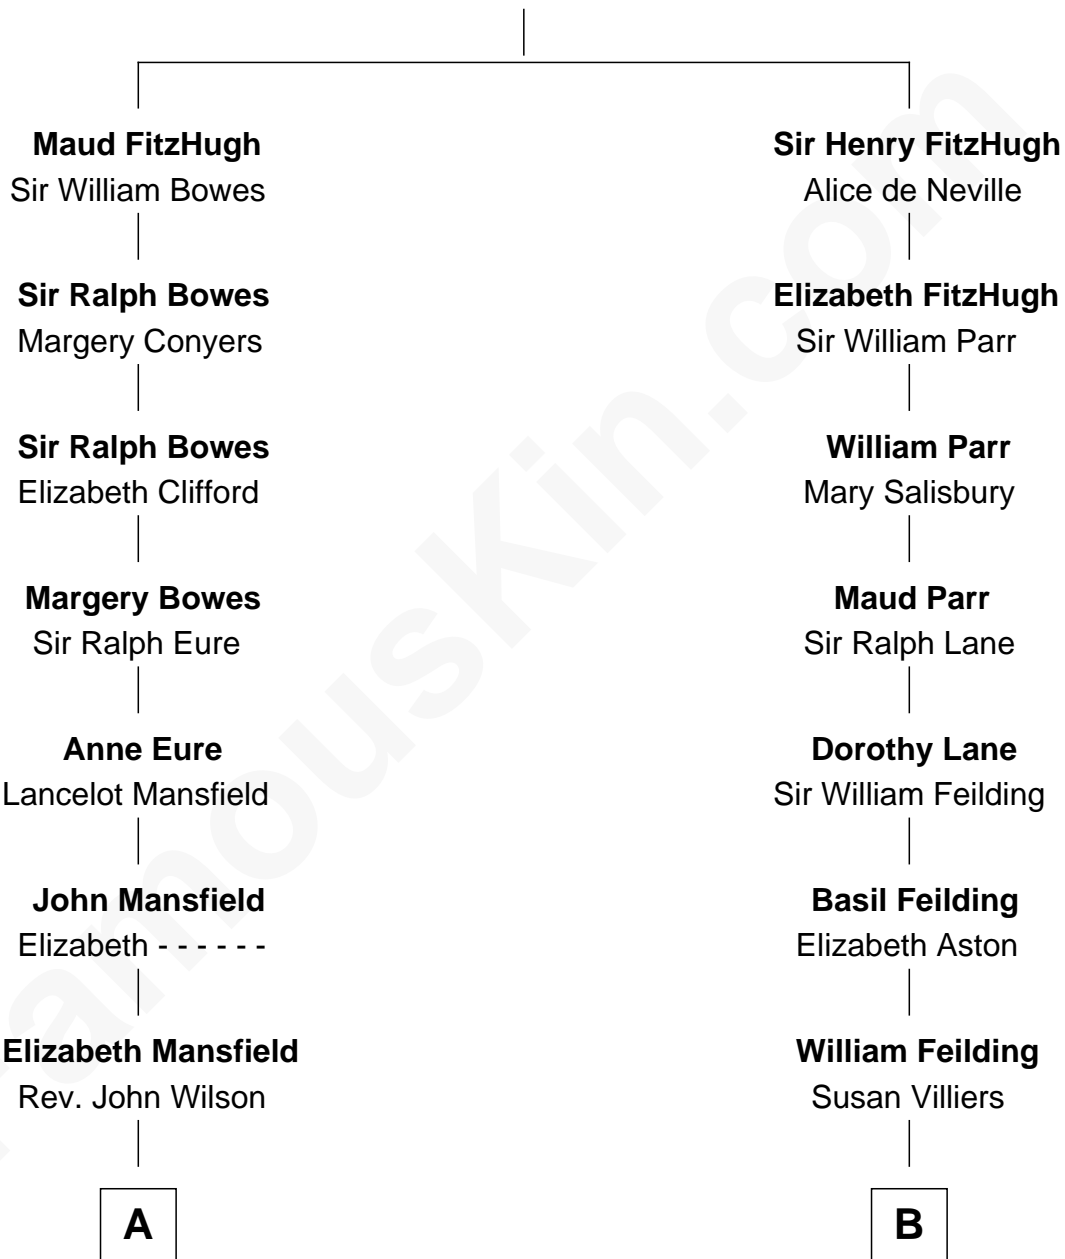 Maud FitzHugh
Sir William Bowes
Sir Henry FitzHugh
Alice de Neville
Sir Ralph Bowes
Margery Conyers
Elizabeth FitzHugh
Sir William Parr
Sir Ralph Bowes
Elizabeth Clifford
William Parr
Mary Salisbury
Margery Bowes
Sir Ralph Eure
Maud Parr
Sir Ralph Lane
Anne Eure
Lancelot Mansfield
Dorothy Lane
Sir William Feilding
John Mansfield
Elizabeth - - - - - -
Basil Feilding
Elizabeth Aston
Elizabeth Mansfield
Rev. John Wilson
William Feilding
Susan Villiers
A
B
FamousKin.com